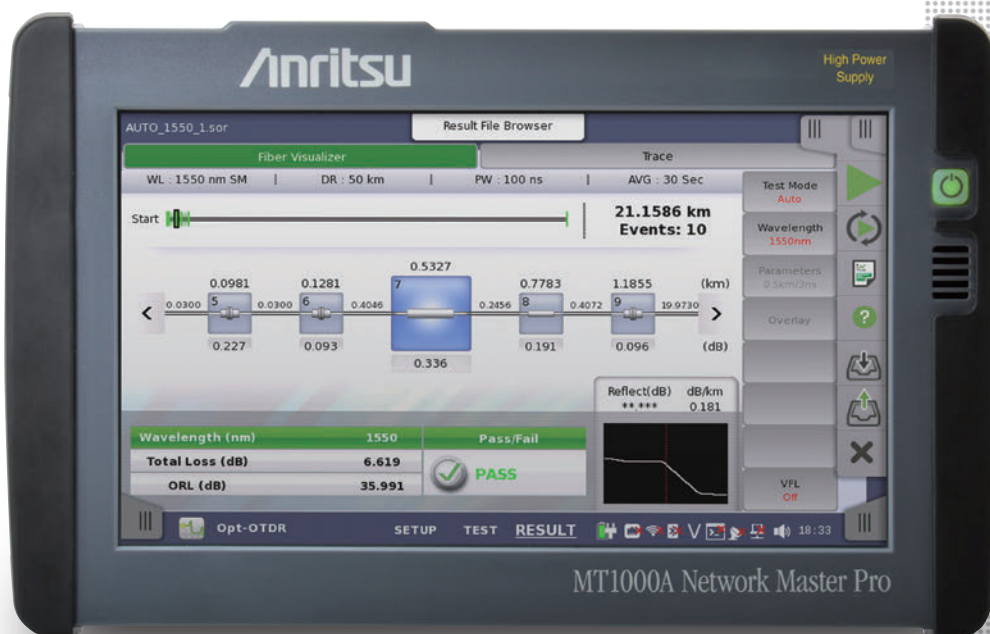 Anritsu
High Power
Supply
AUTO_1550_1.sor
Result File Browser
Fiber Visualizer
Trace
WL : 1550 nm SM | DR : 50 km | PW : 100 ns | AVG : 30 Sec
Test Mode
Auto
Start
21.1586 km
Events: 10
Wavelength
1550nm
Parameters
0.5km/3ns
Overlay
0.0981 0.1281 0.5327 0.7783 1.1855 (km)
0.0300 5 0.0300 6 0.4046 7 0.2456 8 0.4072 9 19.9730
0.227 0.093 0.336 0.191 0.096 (dB)
Reflect(dB) dB/km
**.*** 0.181
Wavelength (nm) 1550 Pass/Fail
Total Loss (dB) 6.619
PASS
ORL (dB) 35.991
VFL
Off
Opt-OTDR SETUP TEST RESULT 18:33
MT1000A Network Master Pro